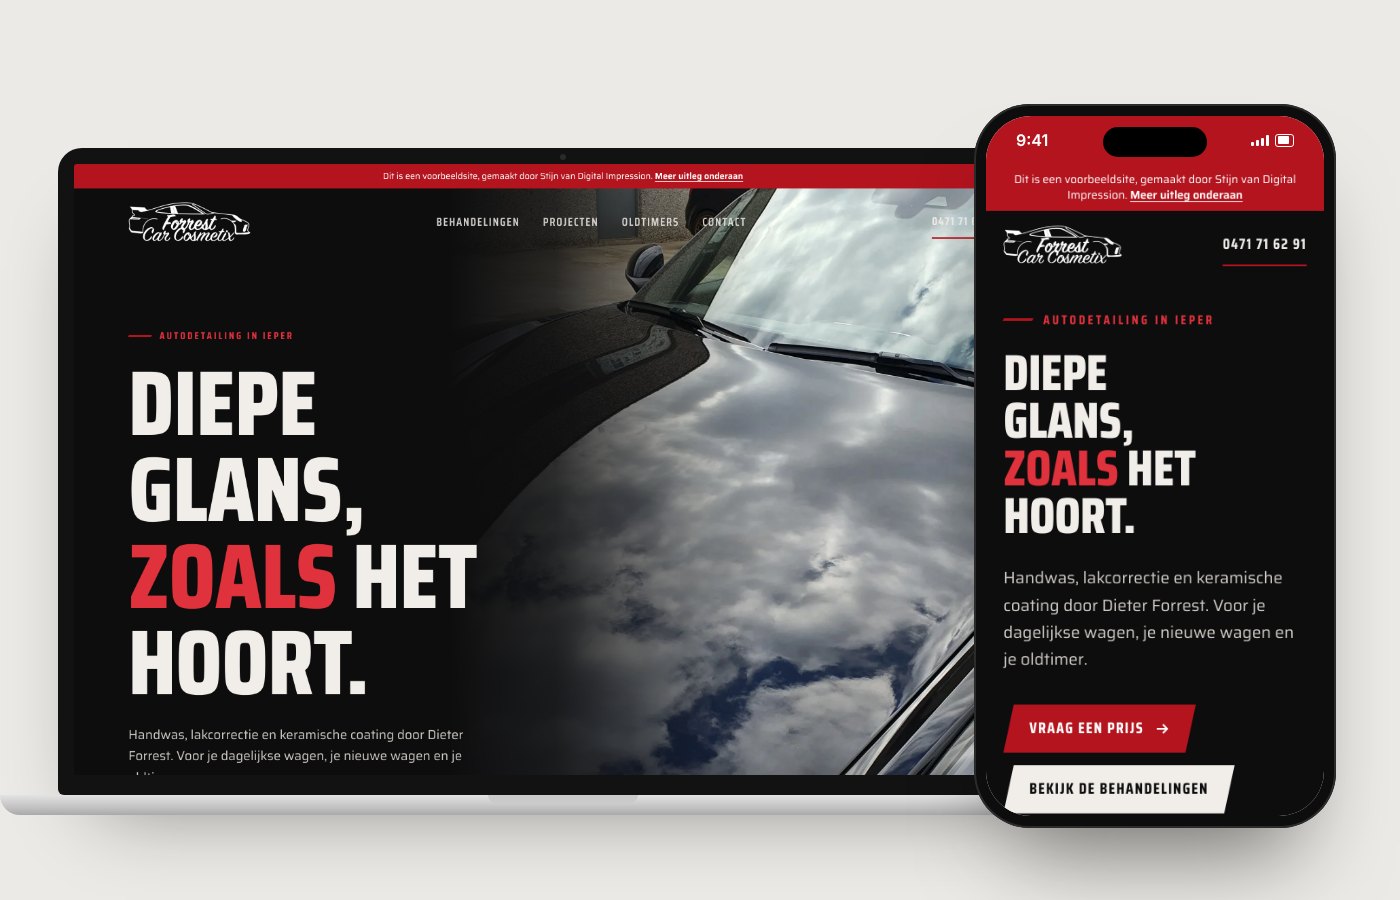 Dit is een voorbeeldsite, gemaakt door Stijn van Digital Impression. Meer uitleg onderaan
Forrest
Car Cosmetix
BEHANDELINGEN PROJECTEN OLDTIMERS CONTACT
0471 71
AUTODETAILING IN IEPER
DIEPE
GLANS,
ZOALS HET
HOORT.
Handwas, lakcorrectie en keramische coating door Dieter
Forrest. Voor je dagelijkse wagen, je nieuwe wagen en je
9:41
Dit is een voorbeeldsite, gemaakt door Stijn van Digital
Impression. Meer uitleg onderaan
Forrest
Car Cosmetix
0471 71 62 91
AUTODETAILING IN IEPER
DIEPE
GLANS,
ZOALS HET
HOORT.
Handwas, lakcorrectie en keramische
coating door Dieter Forrest. Voor je
dagelijkse wagen, je nieuwe wagen en
je oldtimer.
VRAAG EEN PRIJS →
BEKIJK DE BEHANDELINGEN